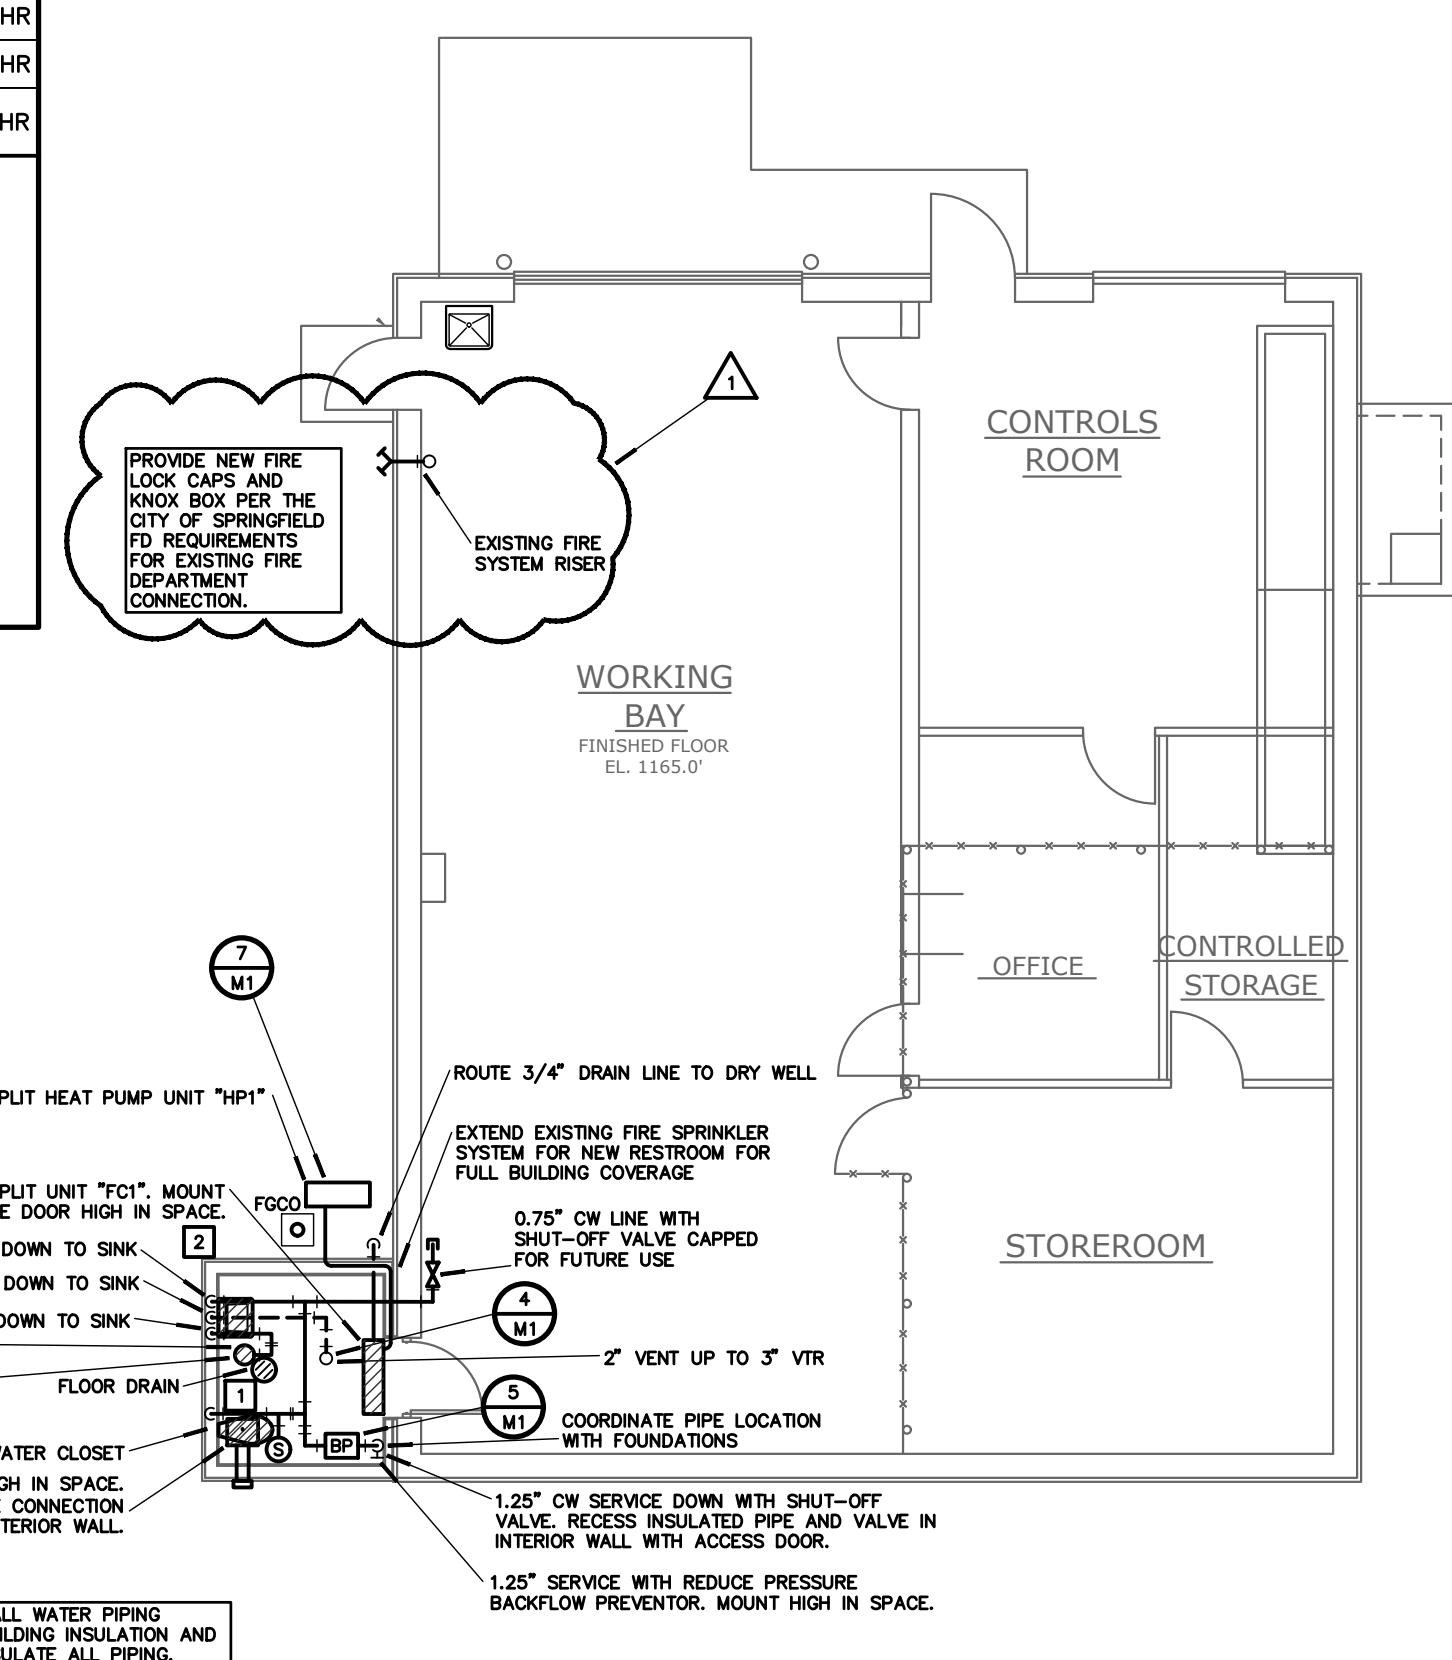 HR
HR
HR
1
CONTROLS
ROOM
PROVIDE NEW FIRE
LOCK CAPS AND
KNOX BOX PER THE
CITY OF SPRINGFIELD
FD REQUIREMENTS
FOR EXISTING FIRE
DEPARTMENT
CONNECTION.
EXISTING FIRE
SYSTEM RISER
WORKING
BAY
FINISHED FLOOR
EL. 1165.0'
OFFICE
CONTROLLED
STORAGE
7
M1
ROUTE 3/4" DRAIN LINE TO DRY WELL
PLIT HEAT PUMP UNIT "HP1"
EXTEND EXISTING FIRE SPRINKLER
SYSTEM FOR NEW RESTROOM FOR
FULL BUILDING COVERAGE
PLIT UNIT "FC1". MOUNT
E DOOR HIGH IN SPACE.
FGCO
0.75" CW LINE WITH
SHUT-OFF VALVE CAPPED
FOR FUTURE USE
STOREROOM
2
DOWN TO SINK
DOWN TO SINK
DOWN TO SINK
4
M1
2" VENT UP TO 3" VTR
FLOOR DRAIN
1
5
M1
COORDINATE PIPE LOCATION
WITH FOUNDATIONS
S
BP
WATER CLOSET
GH IN SPACE.
CONNECTION
TERIOR WALL.
1.25" CW SERVICE DOWN WITH SHUT-OFF
VALVE. RECESS INSULATED PIPE AND VALVE IN
INTERIOR WALL WITH ACCESS DOOR.
1.25" SERVICE WITH REDUCE PRESSURE
BACKFLOW PREVENTOR. MOUNT HIGH IN SPACE.
ALL WATER PIPING
ILDING INSULATION AND
SULATE ALL PIPING.